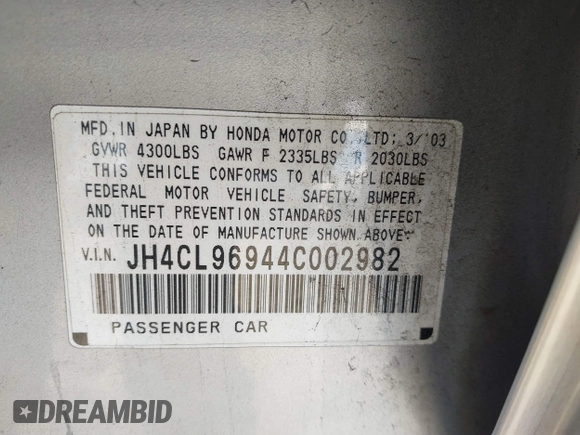 MFD. IN JAPAN BY HONDA MOTOR CO., LTD; 3/'03
GVWR 4300LBS GAWR F 2335LBS R 2030LBS
THIS VEHICLE CONFORMS TO ALL APPLICABLE
FEDERAL MOTOR VEHICLE SAFETY, BUMPER,
AND THEFT PREVENTION STANDARDS IN EFFECT
ON THE DATE OF MANUFACTURE SHOWN ABOVE.
V.I.N. JH4CL96944C002982
PASSENGER CAR
DREAMBID